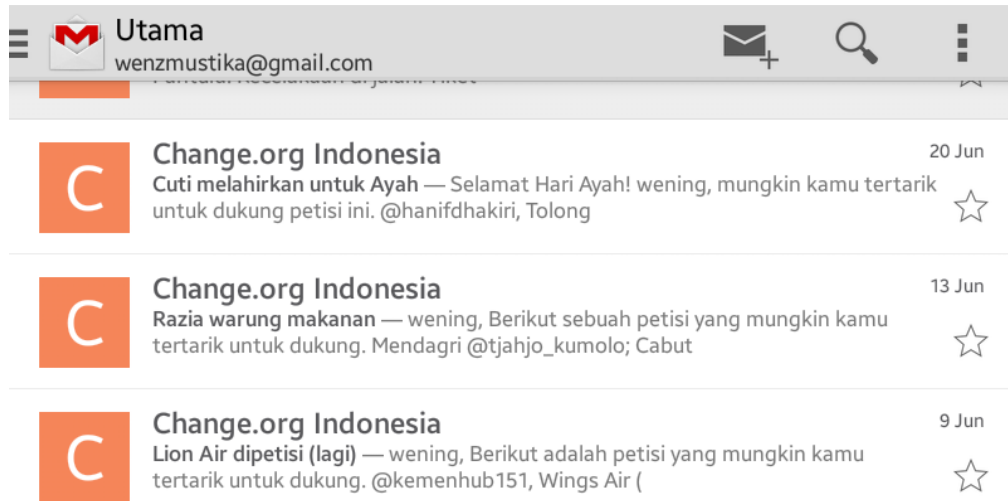 Utama
wenzmustika@gmail.com
C
Change.org Indonesia
20 Jun
Cuti melahirkan untuk Ayah — Selamat Hari Ayah! wening, mungkin kamu tertarik
untuk dukung petisi ini. @hanifdhakiri, Tolong
C
Change.org Indonesia
13 Jun
Razia warung makanan — wening, Berikut sebuah petisi yang mungkin kamu
tertarik untuk dukung. Mendagri @tjahjo_kumolo; Cabut
C
Change.org Indonesia
9 Jun
Lion Air dipetisi (lagi) — wening, Berikut adalah petisi yang mungkin kamu
tertarik untuk dukung. @kemenhub151, Wings Air (